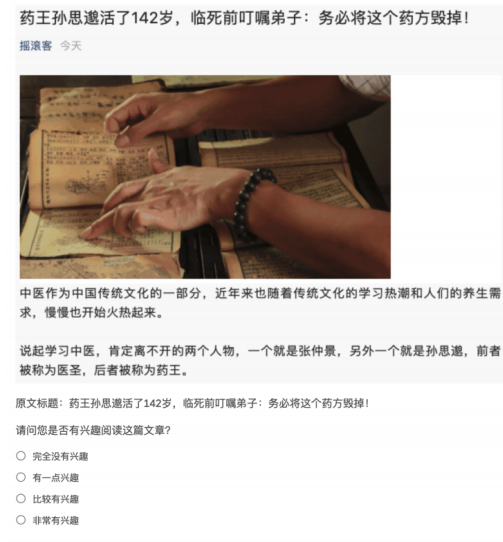 药王孙思邈活了142岁，临死前叮嘱弟子：务必将这个药方毁掉！
摇滚客 今天
中医作为中国传统文化的一部分，近年来也随着传统文化的学习热潮和人们的养生需
求，慢慢也开始火热起来。
说起学习中医，肯定离不开的两个人物，一个就是张仲景，另外一个就是孙思邈，前者
被称为医圣，后者被称为药王。
原文标题：药王孙思邈活了142岁，临死前叮嘱弟子：务必将这个药方毁掉！
请问您是否有兴趣阅读这篇文章?
完全没有兴趣
有一点兴趣
比较有兴趣
非常有兴趣